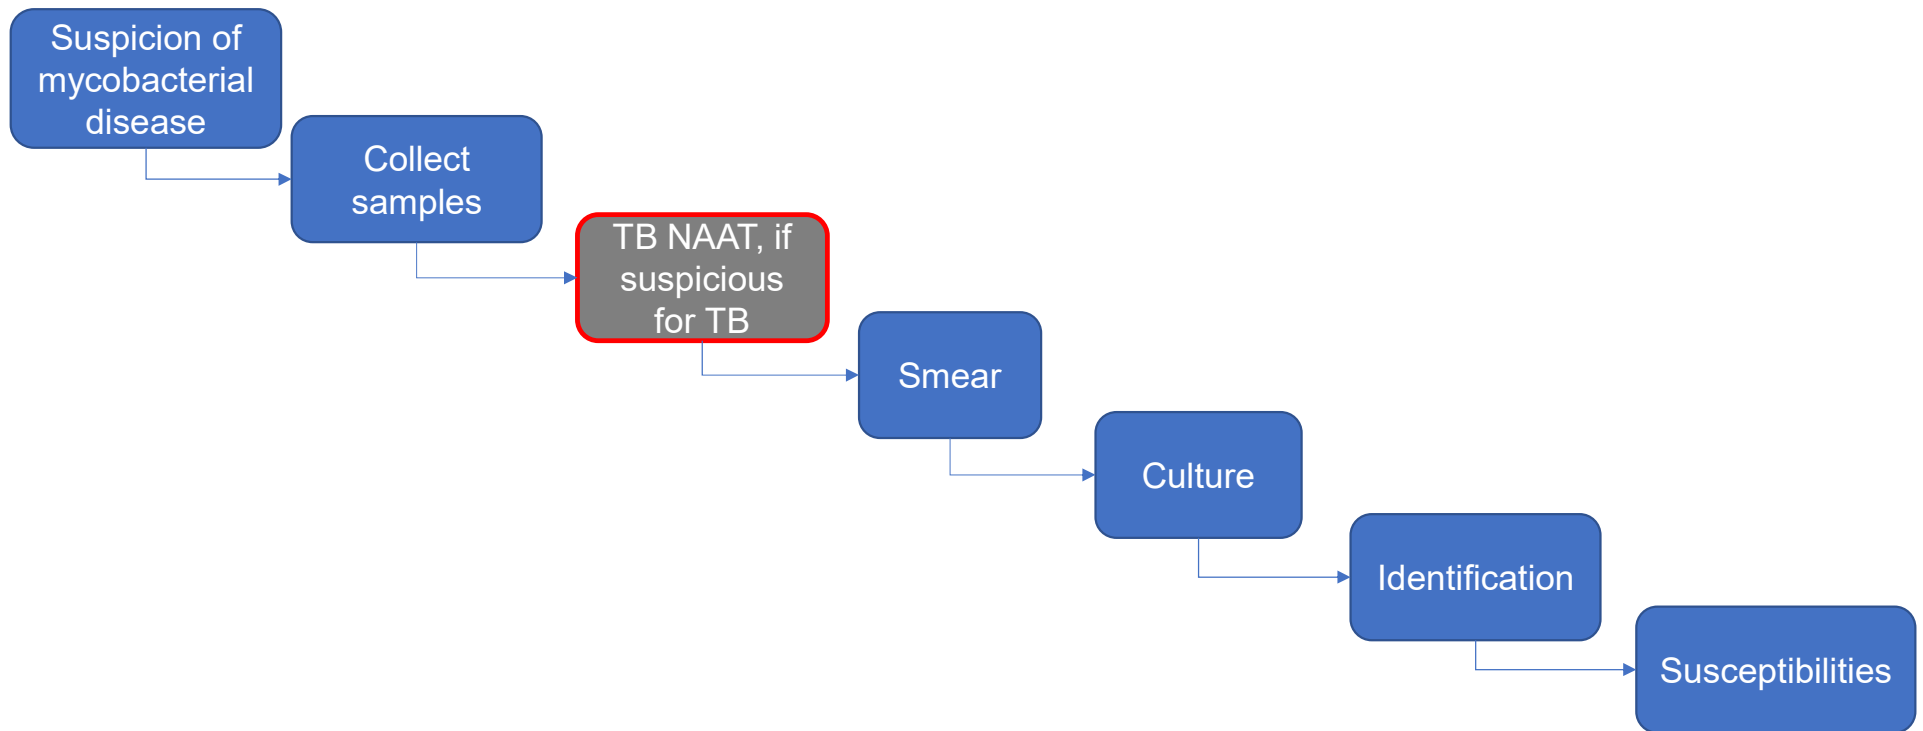 Suspicion of
mycobacterial
disease
Collect
samples
TB NAAT, if
suspicious
for TB
Smear
Culture
Identification
Susceptibilities